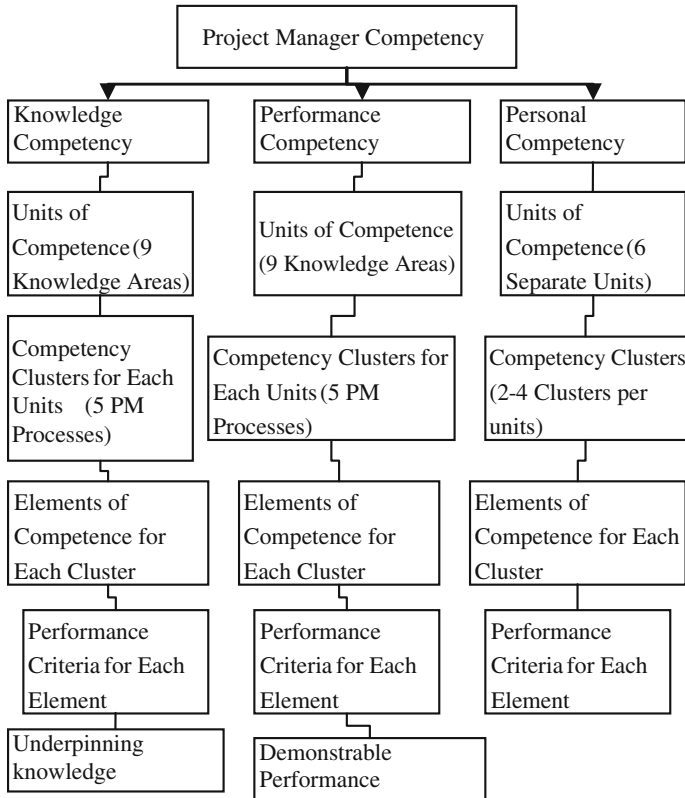 Project Manager Competency
Knowledge
Competency
Performance
Competency
Personal
Competency
Units of
Competence (9
Knowledge Areas)
Units of Competence
(9 Knowledge Areas)
Units of
Competence (6
Separate Units)
Competency
Clusters for Each
Units (5 PM
Processes)
Competency Clusters for
Each Units (5 PM
Processes)
Competency Clusters
(2-4 Clusters per
units)
Elements of
Competence for
Each Cluster
Elements of
Competence for
Each Cluster
Elements of
Competence for Each
Cluster
Performance
Criteria for Each
Element
Performance
Criteria for Each
Element
Performance
Criteria for Each
Element
Underpinning
knowledge
Demonstrable
Performance